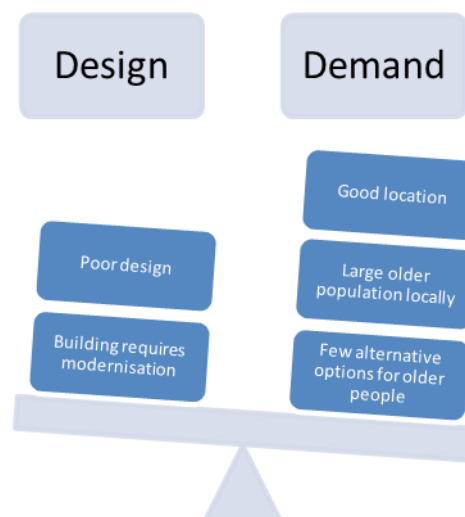 Design
Demand
Good location
Poor design
Large older
population locally
Building requires
modernisation
Few alternative
options for older
people